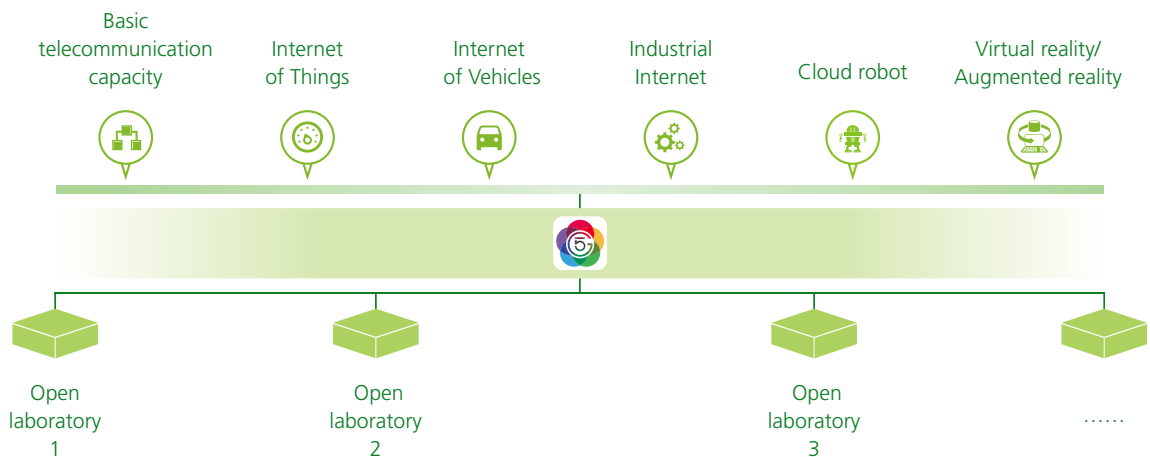 Basic
telecommunication
capacity
Internet
of Things
Internet
of Vehicles
Industrial
Internet
Cloud robot
Virtual reality/
Augmented reality
5G
Open
laboratory
1
Open
laboratory
2
Open
laboratory
3
......